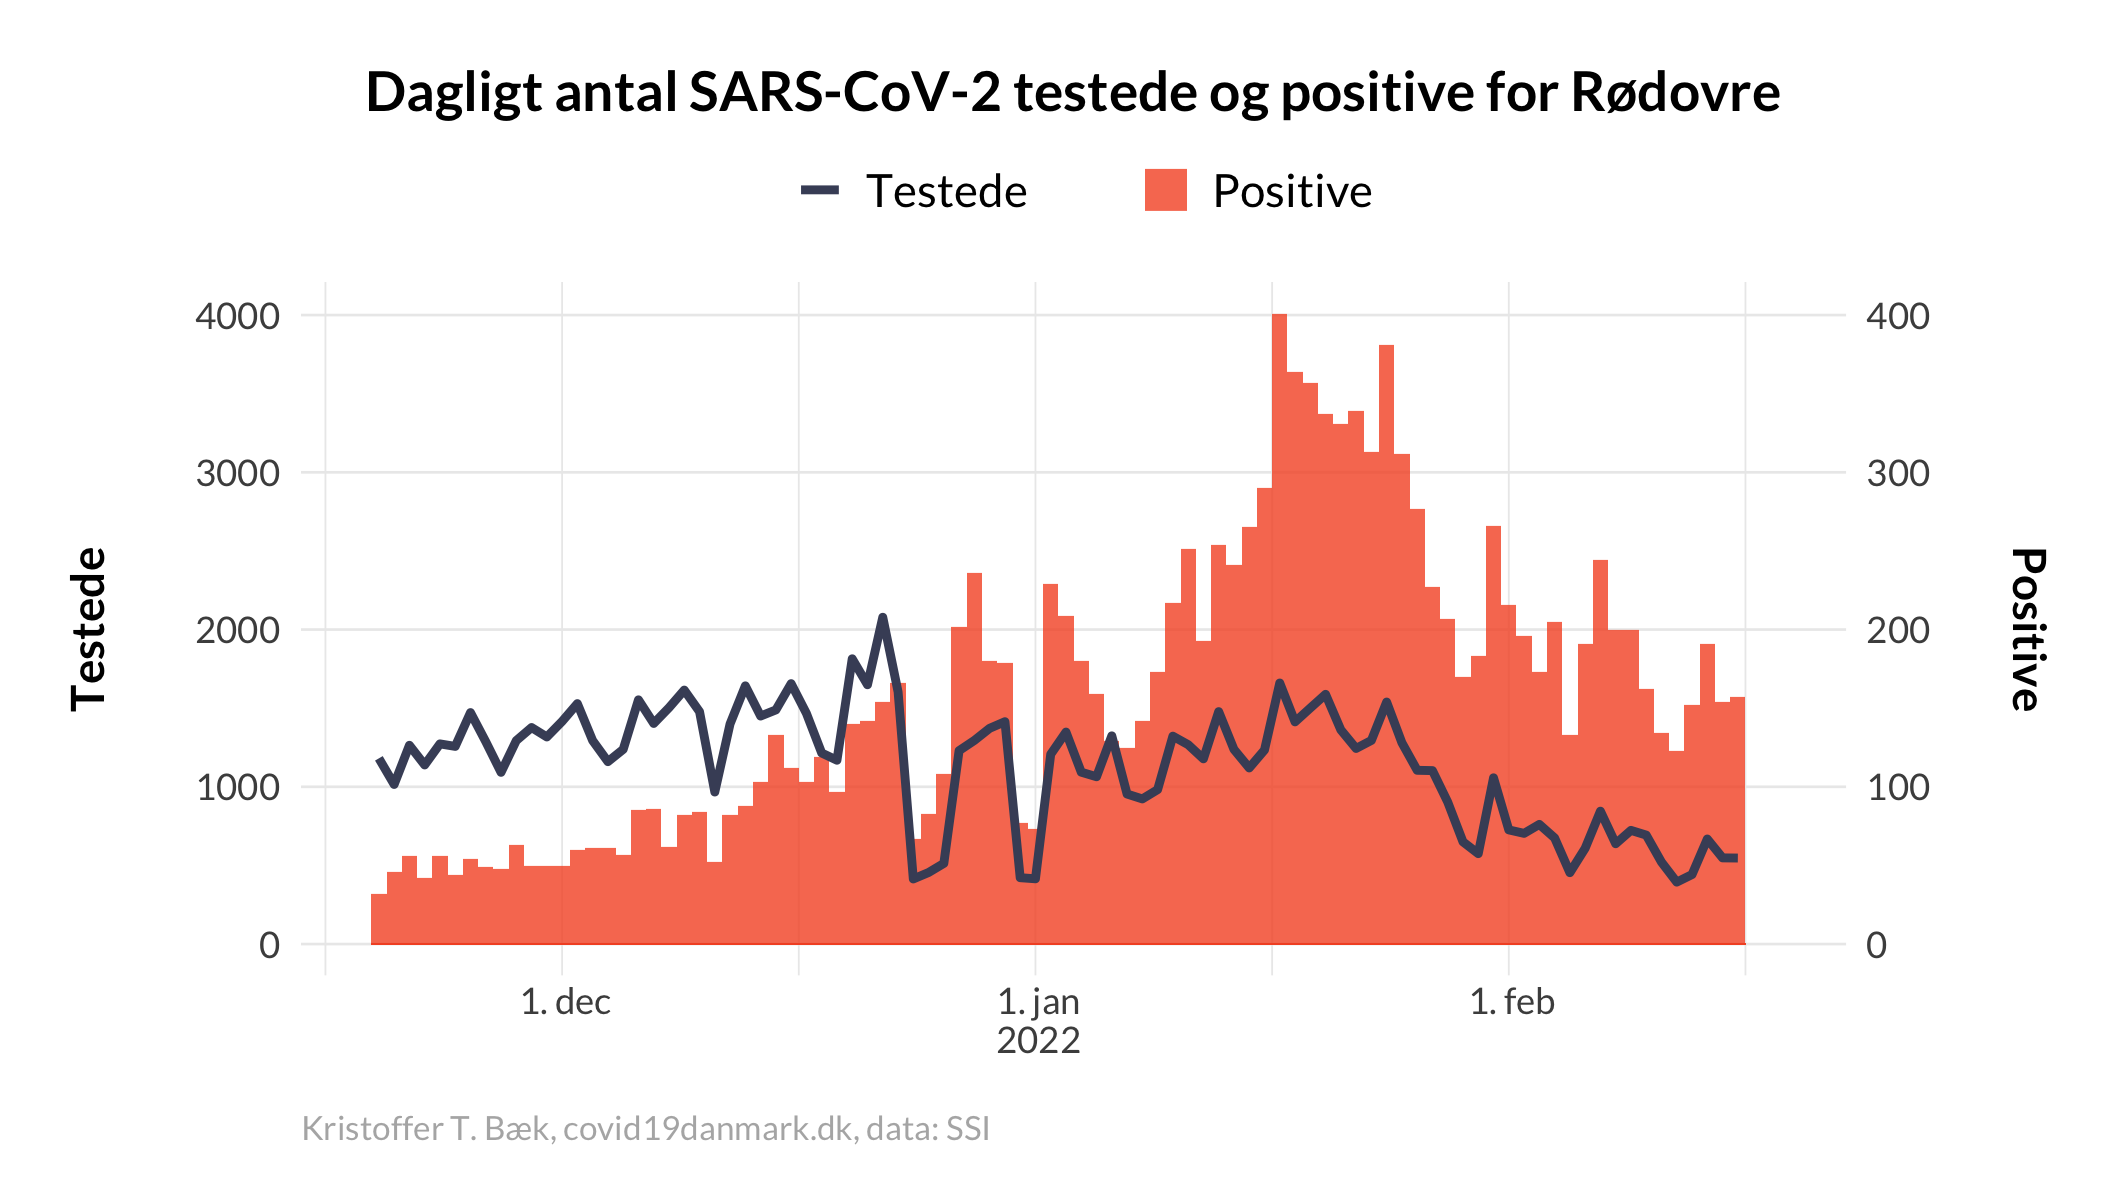 Dagligt antal SARS-CoV-2 testede og positive for Rødovre
Testede
Positive
4000
3000
2000
1000
0
Testede
400
300
200
100
0
Positive
1. dec
1. jan
2022
1. feb
Kristoffer T. Bæk, covid19danmark.dk, data: SSI